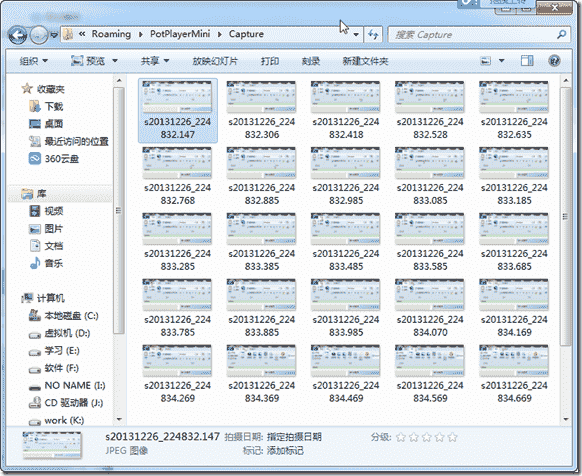 拖拽上传
« Roaming ▸ PotPlayerMini ▸ Capture
搜索 Capture
组织 预览 共享 放映幻灯片 打印 刻录 新建文件夹
收藏夹
下载
桌面
最近访问的位置
360云盘
库
视频
图片
文档
音乐
计算机
本地磁盘 (C:)
虚拟机 (D:)
学习 (E:)
软件 (F:)
NO NAME (I:)
CD 驱动器 (J:)
work (K:)
s20131226_224832.147
s20131226_224832.306
s20131226_224832.418
s20131226_224832.528
s20131226_224832.635
s20131226_224832.768
s20131226_224832.885
s20131226_224832.985
s20131226_224833.085
s20131226_224833.185
s20131226_224833.285
s20131226_224833.385
s20131226_224833.485
s20131226_224833.585
s20131226_224833.685
s20131226_224833.785
s20131226_224833.885
s20131226_224833.985
s20131226_224834.070
s20131226_224834.169
s20131226_224834.269
s20131226_224834.369
s20131226_224834.469
s20131226_224834.569
s20131226_224834.669
s20131226_224832.147 拍摄日期: 指定拍摄日期 分级:
JPEG 图像 标记: 添加标记